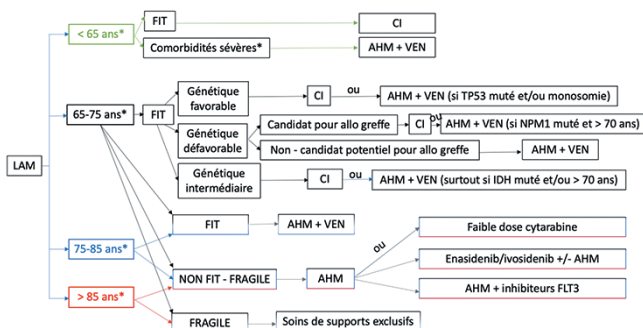 FIT
CI
< 65 ans*
Comorbidités sévères*
AHM + VEN
Génétique
favorable
CI
ou
AHM + VEN (si TP53 muté et/ou monosomie)
65-75 ans*
FIT
Génétique
défavorable
Candidat pour allo greffe
CI
ou
AHM + VEN (si NPM1 muté et > 70 ans)
Non - candidat potentiel pour allo greffe
AHM + VEN
LAM
Génétique
intermédiaire
CI
ou
AHM + VEN (surtout si IDH muté et/ou > 70 ans)
FIT
AHM + VEN
ou
Faible dose cytarabine
75-85 ans*
NON FIT - FRAGILE
AHM
Enasidenib/ivosidenib +/- AHM
> 85 ans*
AHM + inhibiteurs FLT3
FRAGILE
Soins de supports exclusifs